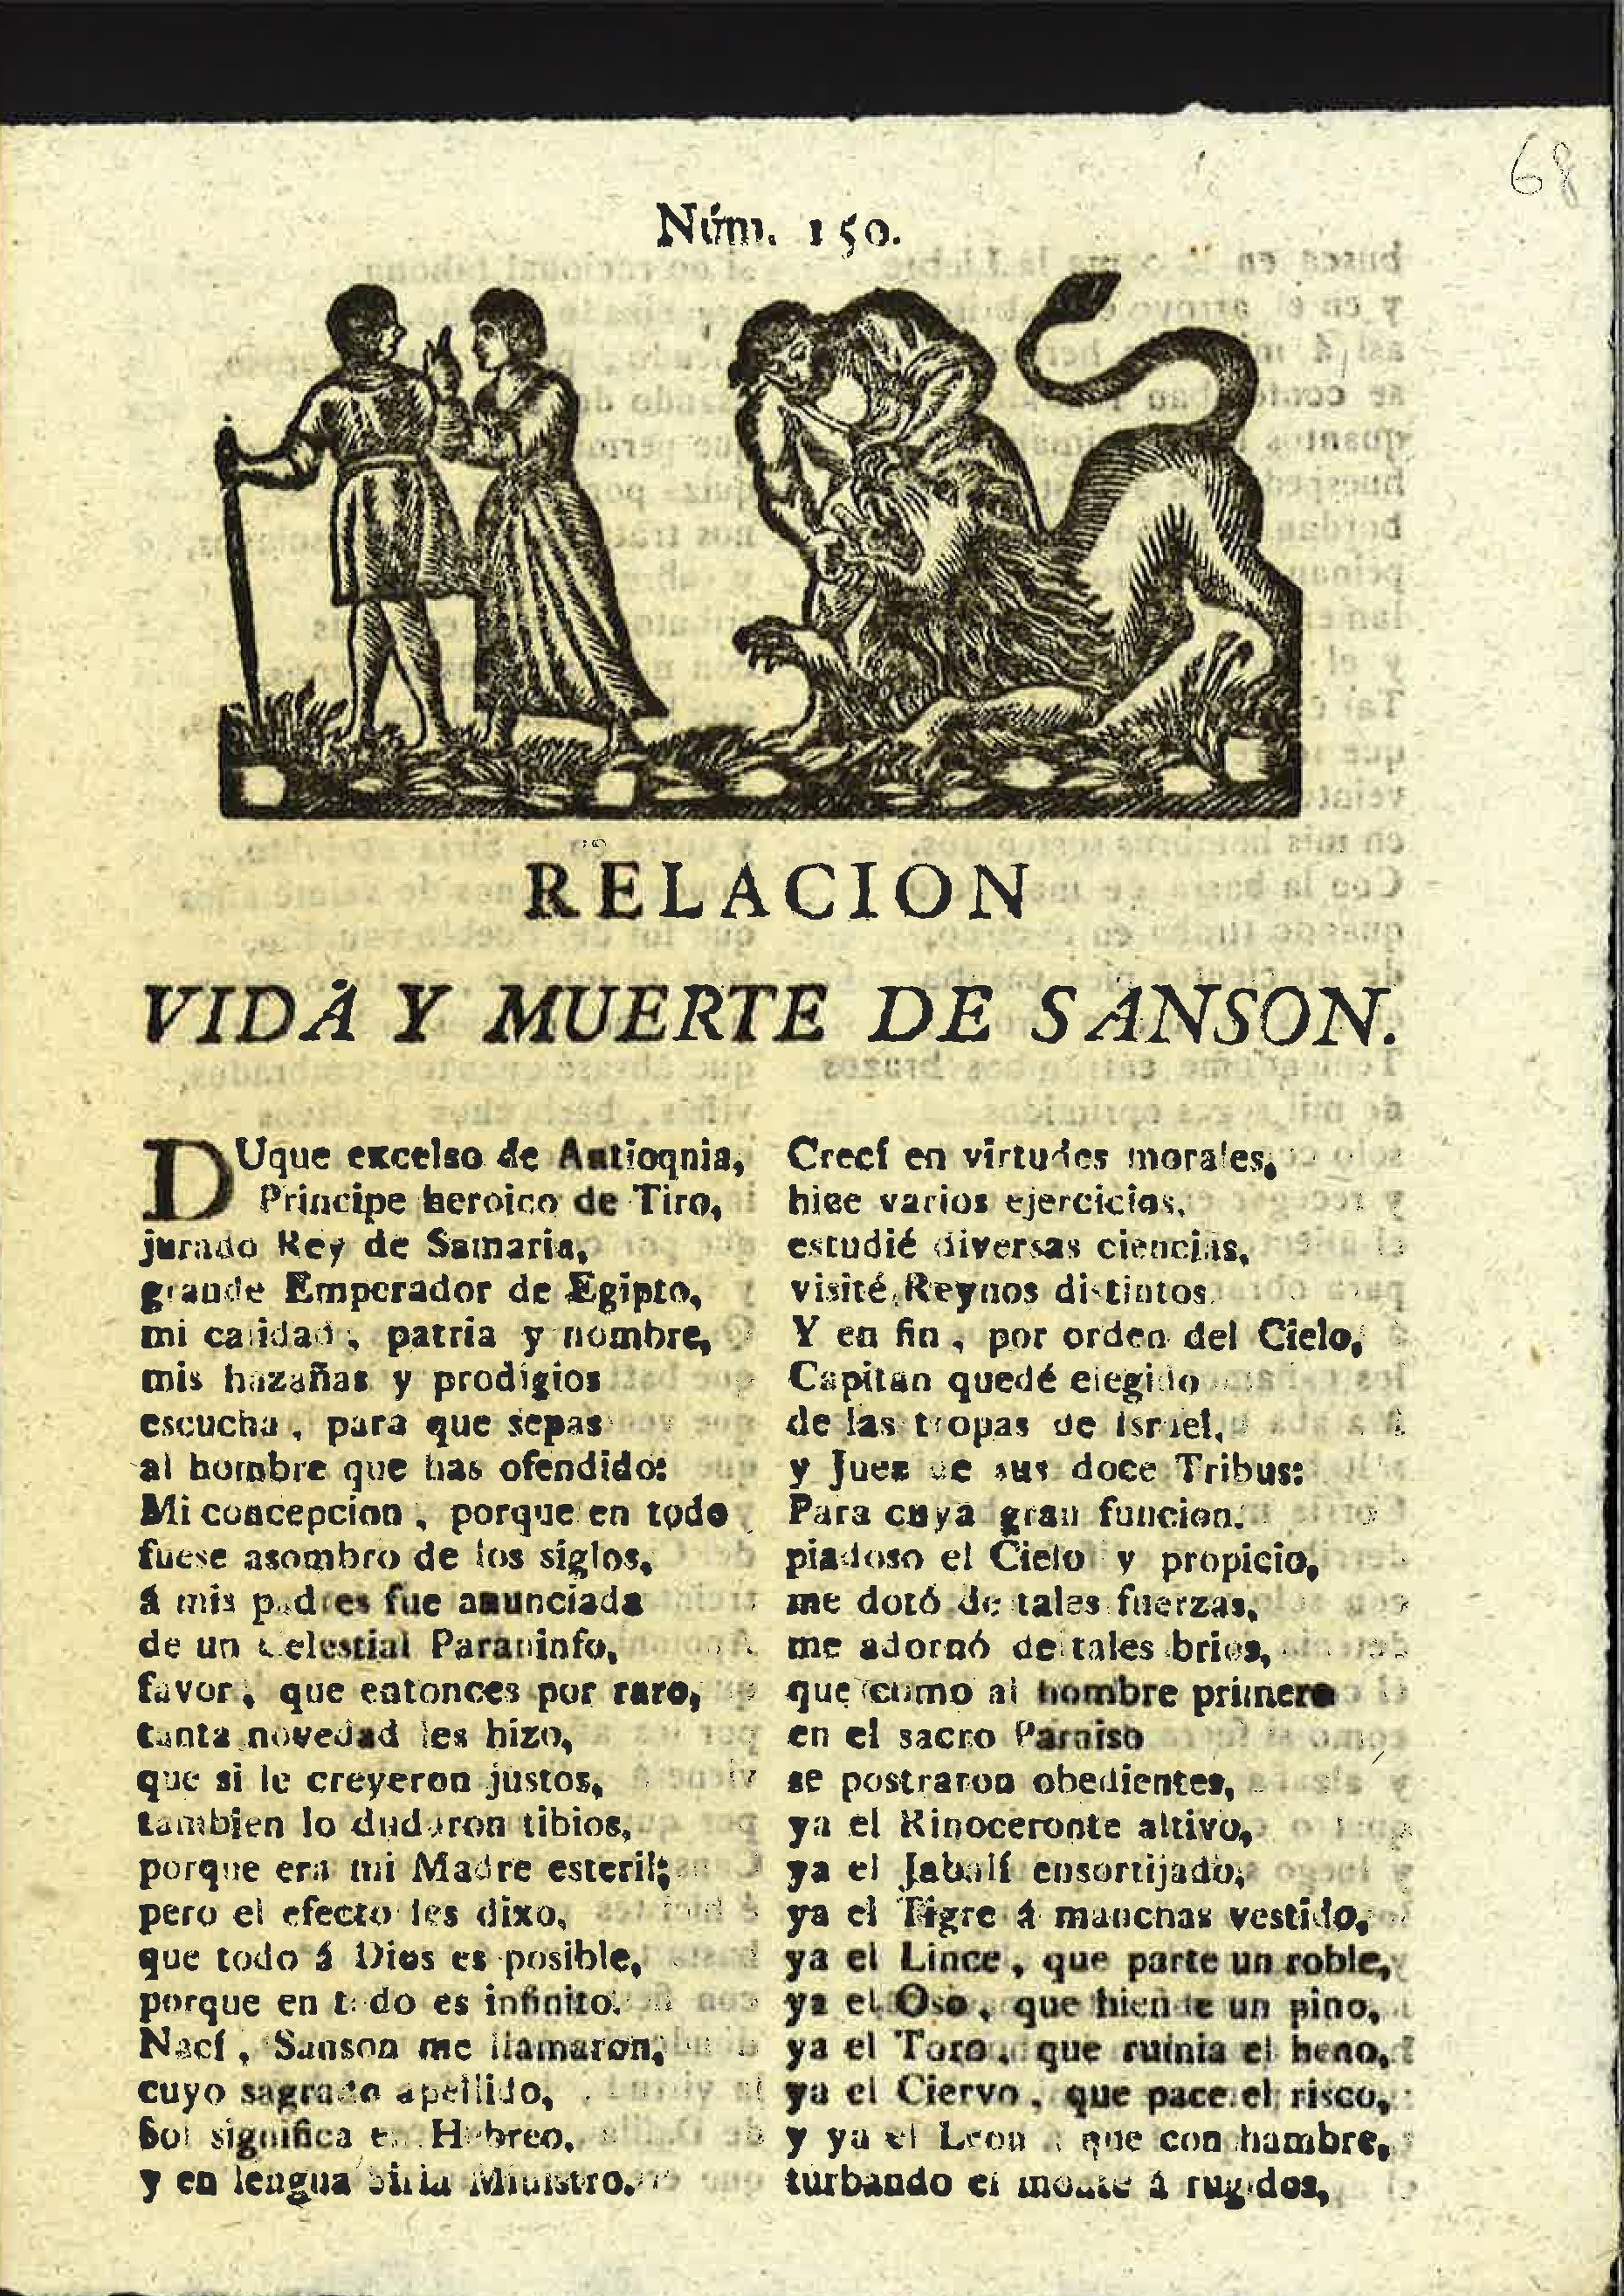 68
Núm. 150.
RELACION
VIDA Y MUERTE DE SANSON.
DUque excelso de Antioqnia,
Principe heroico de Tiro,
jurado Rey de Samaria,
grande Emperador de Egipto,
mi calidad, patria y nombre,
mis hazañas y prodigios
escucha, para que sepas
al hombre que has ofendido:
Mi concepcion, porque en todo
fuese asombro de los siglos,
á mis padres fue anunciada
de un Celestial Paraninfo,
favor, que entonces por raro,
tanta novedad les hizo,
que si le creyeron justos,
tambien lo dudaron tibios,
porque era mi Madre esteril;
pero el efecto les dixo,
que todo á Dios es posible,
porque en todo es infinito.
Nací, Sanson me llamaron,
cuyo sagrado apellido,
Sol significa en Hebreo,
y en lengua Siria Ministro.
Crecí en virtudes morales,
hice varios ejercicios,
estudié diversas ciencias,
visité Reynos distintos.
Y en fin, por orden del Cielo,
Capitan quedé elegido
de las tropas de Israel,
y Juez de sus doce Tribus:
Para cuya gran funcion,
piadoso el Cielo y propicio,
me dotó de tales fuerzas,
me adornó de tales brios,
que como al hombre primero
en el sacro Paraiso
se postraron obedientes,
ya el Rinoceronte altivo,
ya el Jabalí ensortijado,
ya el Tigre á manchas vestido,
ya el Lince, que parte un roble,
ya el Oso, que hiende un pino,
ya el Toro, que rumia el heno,
ya el Ciervo, que pace el risco,
y ya el Leon, que con hambre,
turbando el monte á rugidos,